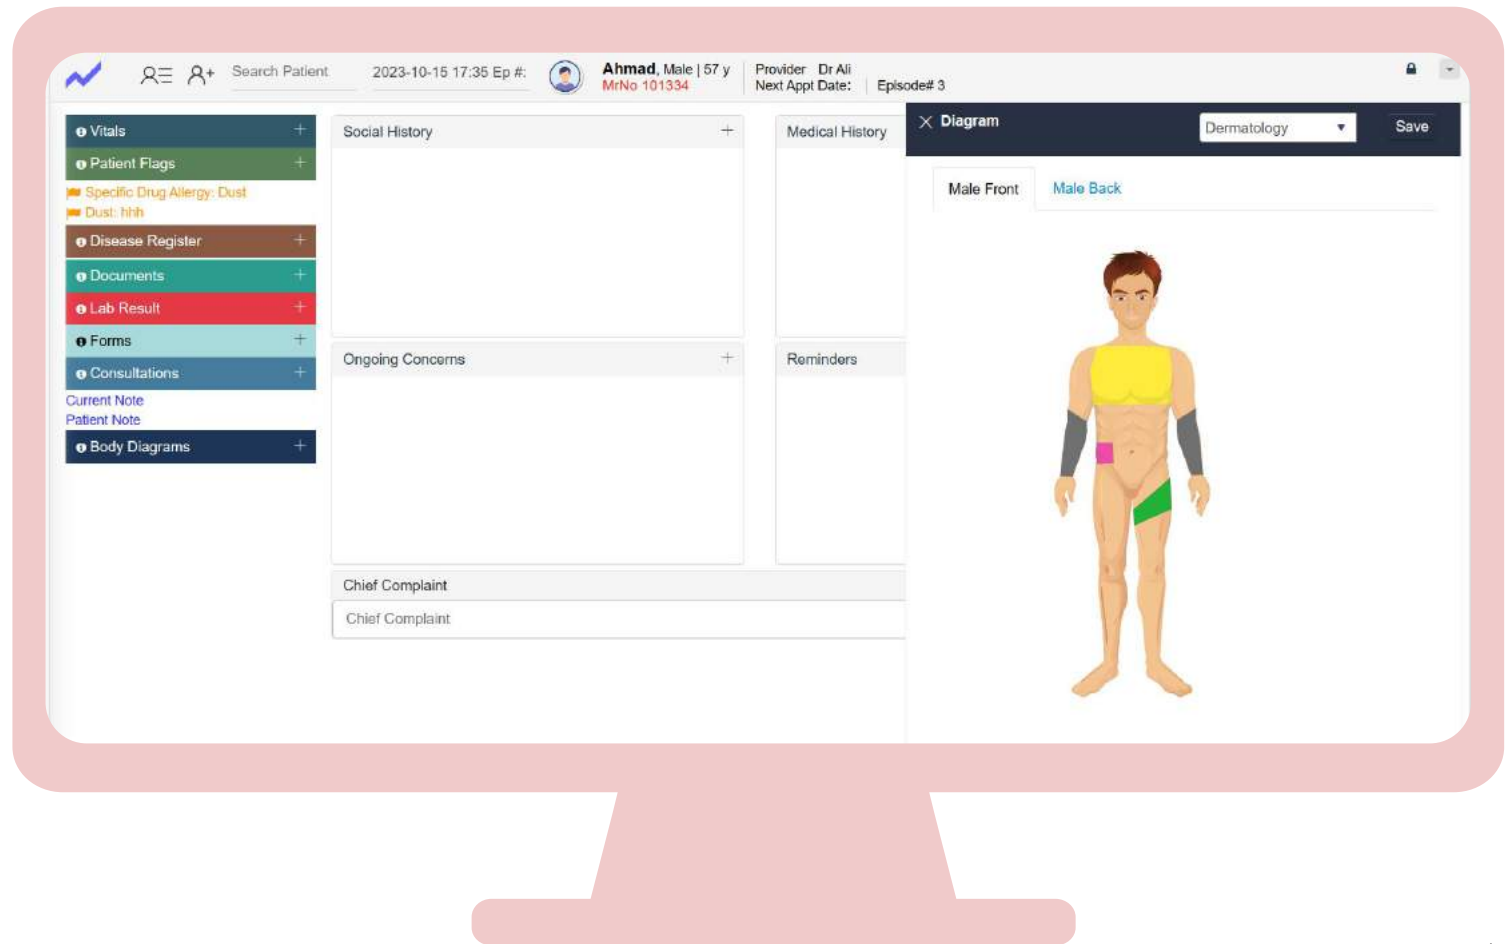 Search Patient
2023-10-15 17:35 Ep #:
Ahmad, Male | 57 y
MrNo 101334
Provider Dr Ali
Next Appt Date:
Episode# 3
Vitals
Patient Flags
Specific Drug Allergy: Dust
Dust: hhh
Disease Register
Documents
Lab Result
Forms
Consultations
Current Note
Patient Note
Body Diagrams
Social History
Medical History
Ongoing Concerns
Reminders
Chief Complaint
Chief Complaint
Diagram
Dermatology
Save
Male Front
Male Back